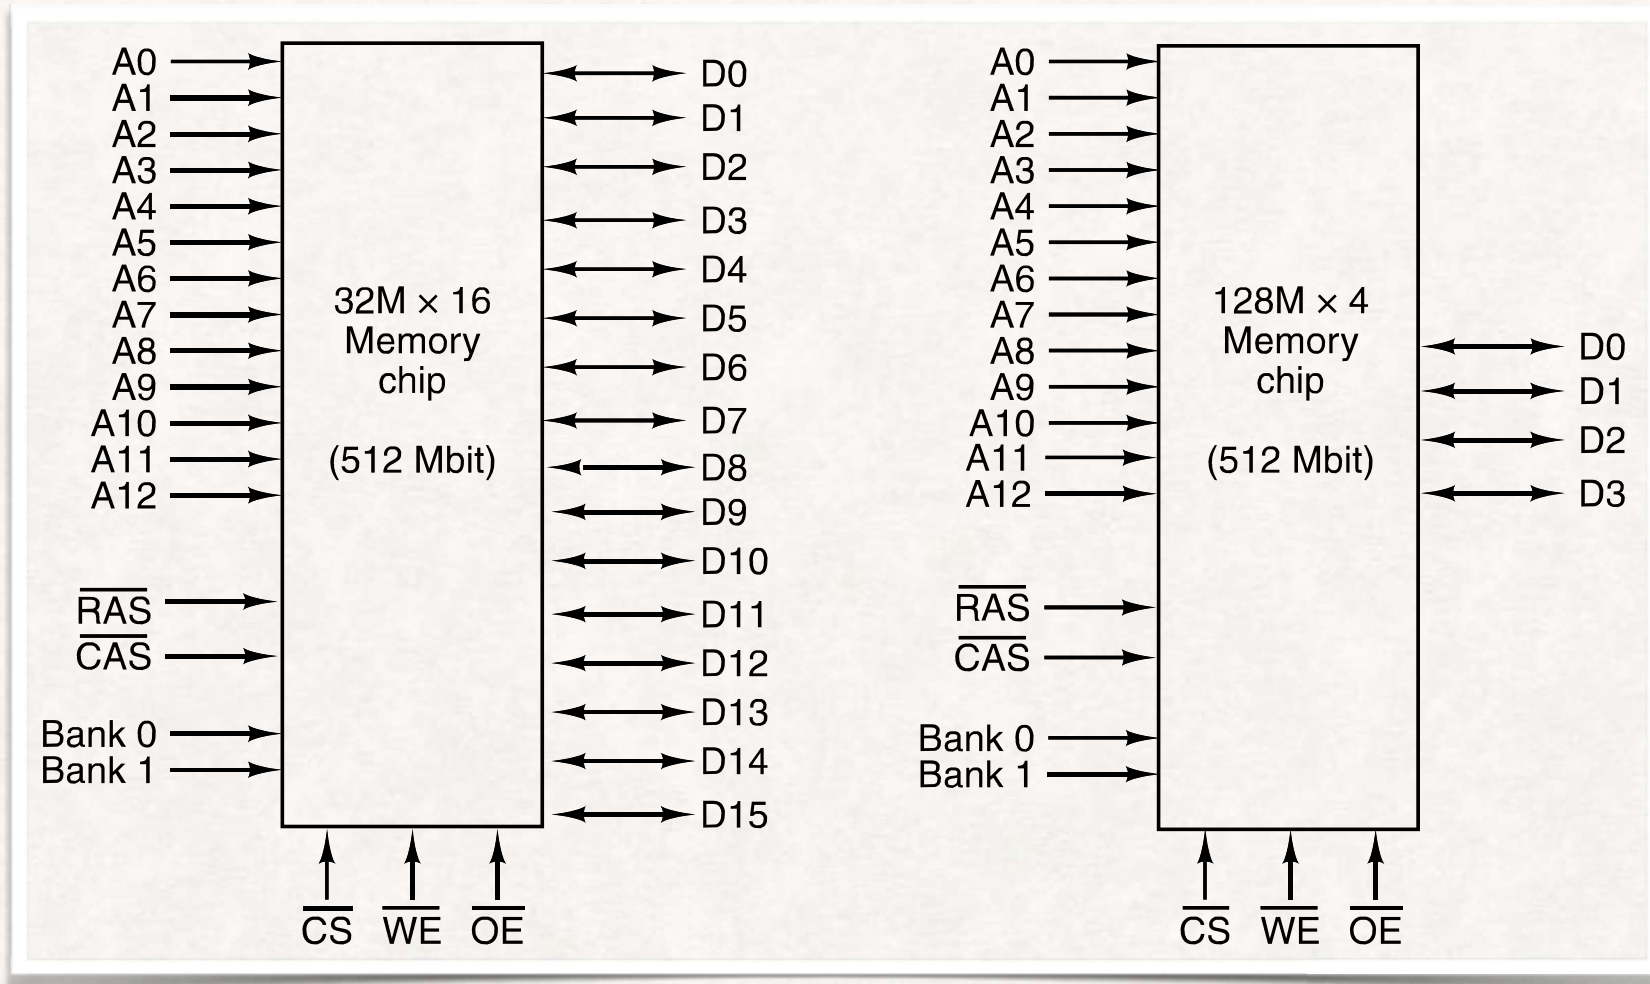 A0
A1
A2
A3
A4
A5
A6
A7
A8
A9
A10
A11
A12
RAS
CAS
Bank 0
Bank 1
32M × 16
Memory
chip
(512 Mbit)
D0
D1
D2
D3
D4
D5
D6
D7
D8
D9
D10
D11
D12
D13
D14
D15
CS WE OE
A0
A1
A2
A3
A4
A5
A6
A7
A8
A9
A10
A11
A12
RAS
CAS
Bank 0
Bank 1
128M × 4
Memory
chip
(512 Mbit)
D0
D1
D2
D3
CS WE OE